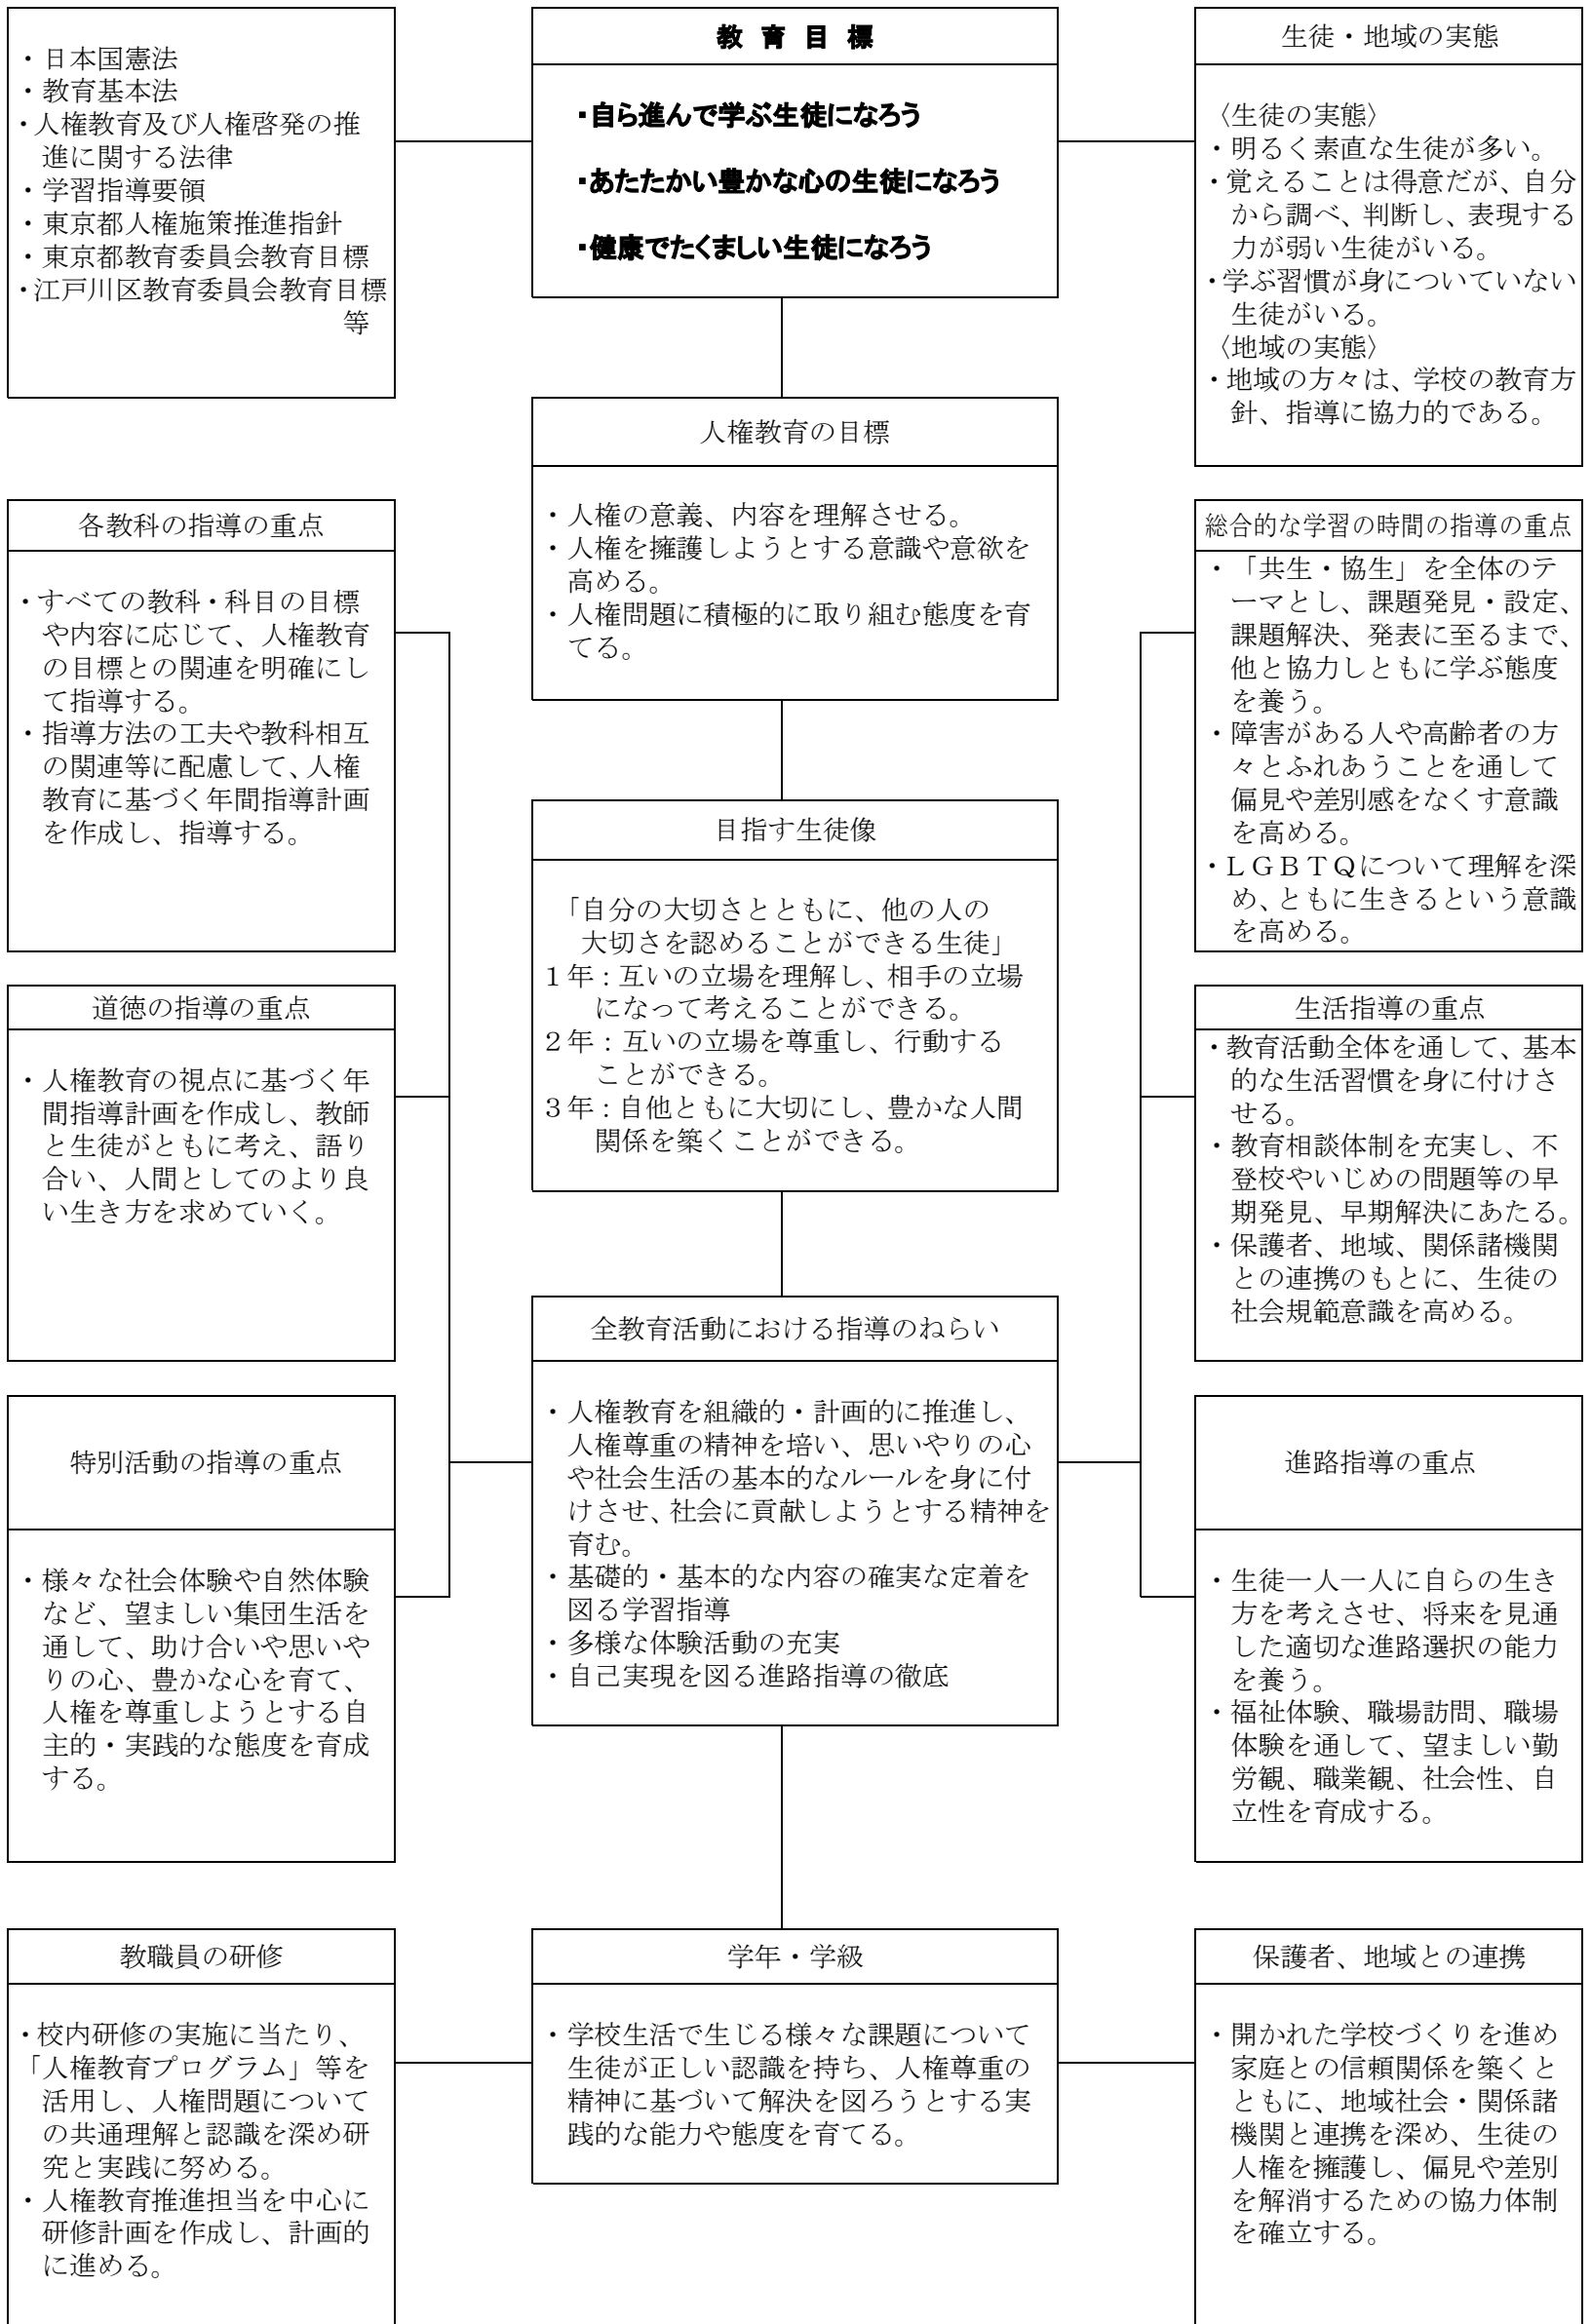 ・日本国憲法
・教育基本法
・人権教育及び人権啓発の推
進に関する法律
・学習指導要領
・東京都人権施策推進指針
・東京都教育委員会教育目標
・江戸川区教育委員会教育目標
等
教育目標
・自ら進んで学ぶ生徒になろう
・あたたかい豊かな心の生徒になろう
・健康でたくましい生徒になろう
生徒・地域の実態
〈生徒の実態〉
・明るく素直な生徒が多い。
・覚えることは得意だが、自分
から調べ、判断し、表現する
力が弱い生徒がいる。
・学ぶ習慣が身についていない
生徒がいる。
〈地域の実態〉
・地域の方々は、学校の教育方
針、指導に協力的である。
人権教育の目標
・人権の意義、内容を理解させる。
・人権を擁護しようとする意識や意欲を
高める。
・人権問題に積極的に取り組む態度を育
てる。
各教科の指導の重点
・すべての教科・科目の目標
や内容に応じて、人権教育
の目標との関連を明確にし
て指導する。
・指導方法の工夫や教科相互
の関連等に配慮して、人権
教育に基づく年間指導計画
を作成し、指導する。
総合的な学習の時間の指導の重点
・「共生・協生」を全体のテ
ーマとし、課題発見・設定、
課題解決、発表に至るまで、
他と協力しともに学ぶ態度
を養う。
・障害がある人や高齢者の方
々とふれあうことを通して
偏見や差別感をなくす意識
を高める。
・ＬＧＢＴＱについて理解を深
め、ともに生きるという意識
を高める。
目指す生徒像
「自分の大切さとともに、他の人の
大切さを認めることができる生徒」
１年：互いの立場を理解し、相手の立場
になって考えることができる。
２年：互いの立場を尊重し、行動する
ことができる。
３年：自他ともに大切にし、豊かな人間
関係を築くことができる。
道徳の指導の重点
・人権教育の視点に基づく年
間指導計画を作成し、教師
と生徒がともに考え、語り
合い、人間としてのより良
い生き方を求めていく。
生活指導の重点
・教育活動全体を通して、基本
的な生活習慣を身に付けさ
せる。
・教育相談体制を充実し、不
登校やいじめの問題等の早
期発見、早期解決にあたる。
・保護者、地域、関係諸機関
との連携のもとに、生徒の
社会規範意識を高める。
全教育活動における指導のねらい
・人権教育を組織的・計画的に推進し、
人権尊重の精神を培い、思いやりの心
や社会生活の基本的なルールを身に付
けさせ、社会に貢献しようとする精神を
育む。
・基礎的・基本的な内容の確実な定着を
図る学習指導
・多様な体験活動の充実
・自己実現を図る進路指導の徹底
特別活動の指導の重点
・様々な社会体験や自然体験
など、望ましい集団生活を
通して、助け合いや思いや
りの心、豊かな心を育て、
人権を尊重しようとする自
主的・実践的な態度を育成
する。
進路指導の重点
・生徒一人一人に自らの生き
方を考えさせ、将来を見通
した適切な進路選択の能力
を養う。
・福祉体験、職場訪問、職場
体験を通して、望ましい勤
労観、職業観、社会性、自
立性を育成する。
教職員の研修
・校内研修の実施に当たり、
「人権教育プログラム」等を
活用し、人権問題について
の共通理解と認識を深め研
究と実践に努める。
・人権教育推進担当を中心に
研修計画を作成し、計画的
に進める。
学年・学級
・学校生活で生じる様々な課題について
生徒が正しい認識を持ち、人権尊重の
精神に基づいて解決を図ろうとする実
践的な能力や態度を育てる。
保護者、地域との連携
・開かれた学校づくりを進め
家庭との信頼関係を築くと
ともに、地域社会・関係諸
機関と連携を深め、生徒の
人権を擁護し、偏見や差別
を解消するための協力体制
を確立する。